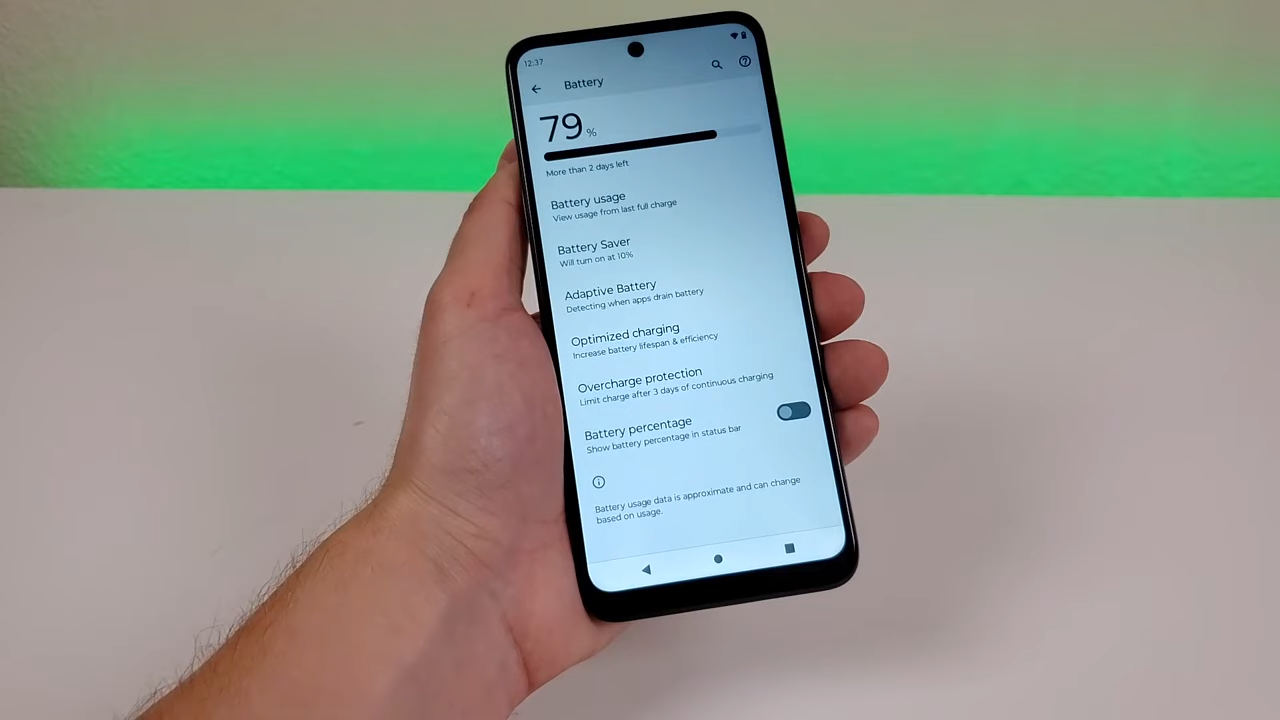 12:37
Battery
79 %
More than 2 days left
Battery usage
View usage from last full charge
Battery Saver
Will turn on at 10%
Adaptive Battery
Detecting when apps drain battery
Optimized charging
Increase battery lifespan & efficiency
Overcharge protection
Limit charge after 3 days of continuous charging
Battery percentage
Show battery percentage in status bar
Battery usage data is approximate and can change
based on usage.